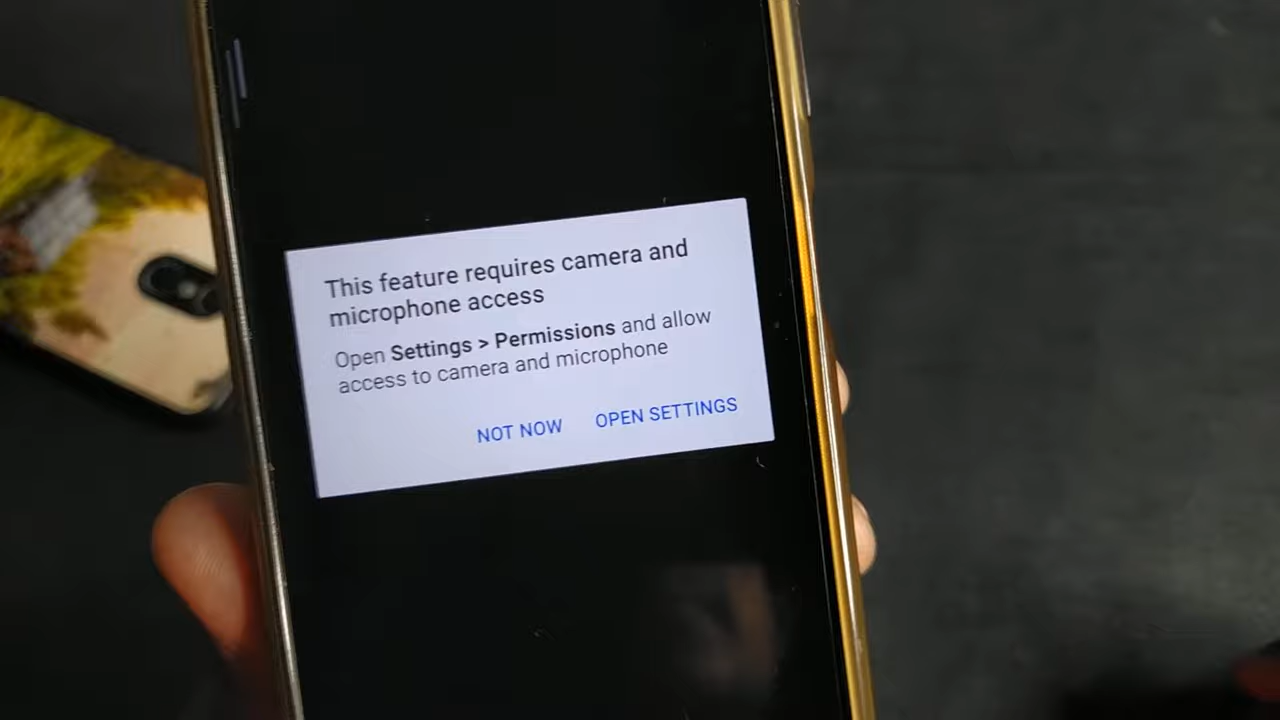 This feature requires camera and
microphone access
Open Settings > Permissions and allow
access to camera and microphone
NOT NOW OPEN SETTINGS